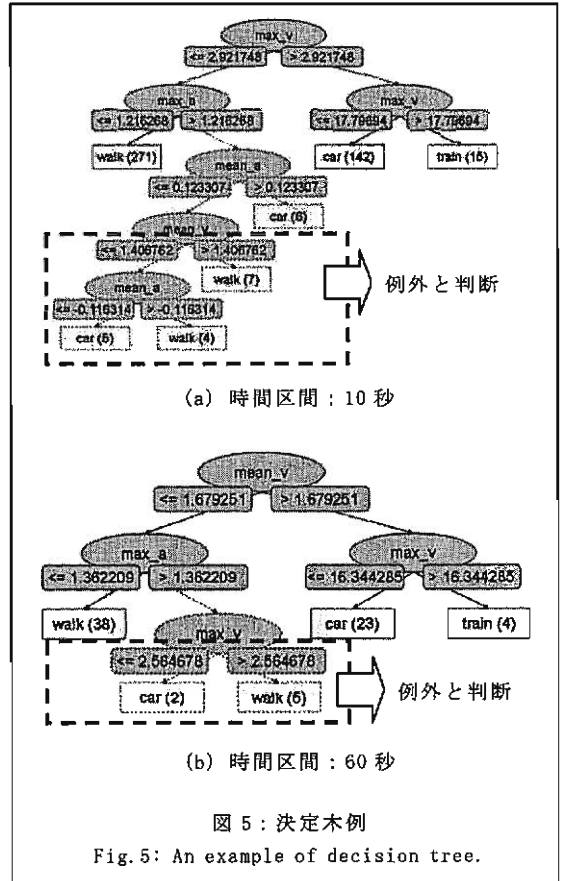 max_v
<= 2.921748 > 2.921748
max_a max_v
<= 1.216268 > 1.216268 <= 17.79694 > 17.79694
walk (271) mean_a car (142) train (15)
<= 0.123307 > 0.123307
mean_v car (6)
<= 1.406762 > 1.406762
mean_a walk (7) 例外と判断
<= -0.116314 > -0.116314
car (5) walk (4)
(a) 時間区間：10 秒
mean_v
<= 1.679251 > 1.679251
max_a max_v
<= 1.362209 > 1.362209 <= 16.344285 > 16.344285
walk (38) max_v car (23) train (4)
<= 2.564678 > 2.564678
car (2) walk (5) 例外と判断
(b) 時間区間：60 秒
図 5：決定木例
Fig. 5: An example of decision tree.